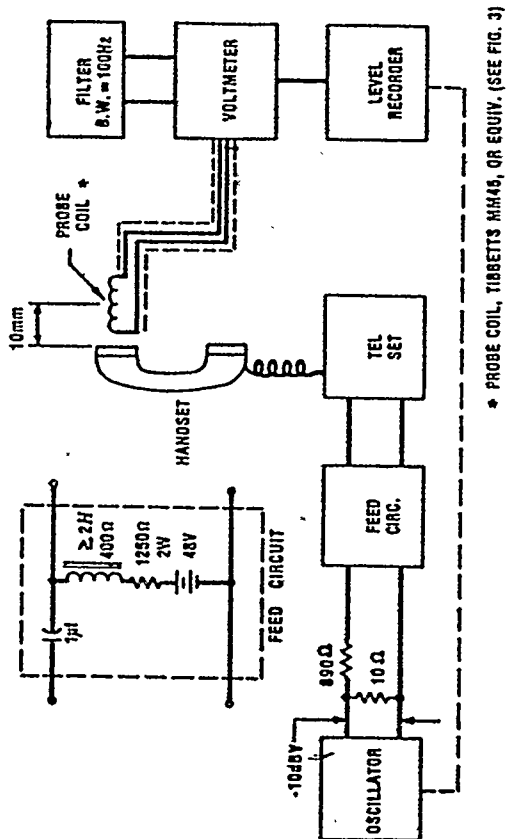 FILTER
B.W. = 100Hz
VOLTMETER
LEVEL
RECORDER
PROBE
COIL *
10mm
HANDSET
TEL
SET
FEED
CIRC.
890Ω
10Ω
-10dBV
OSCILLATOR
1µf
≥2H
400Ω
1250Ω
2W
48V
FEED CIRCUIT
* PROBE COIL, TIBBETTS MM45, OR EQUIV. (SEE FIG. 3)